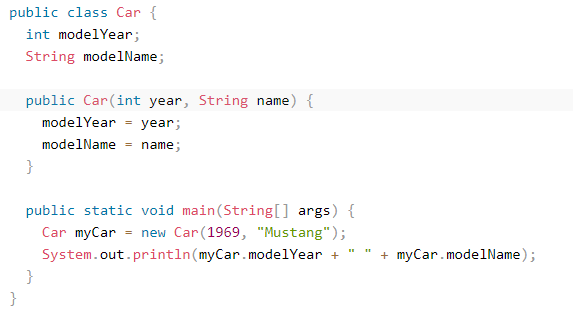 public class Car {
  int modelYear;
  String modelName;

  public Car(int year, String name) {
    modelYear = year;
    modelName = name;
  }

  public static void main(String[] args) {
    Car myCar = new Car(1969, "Mustang");
    System.out.println(myCar.modelYear + " " + myCar.modelName);
  }
}